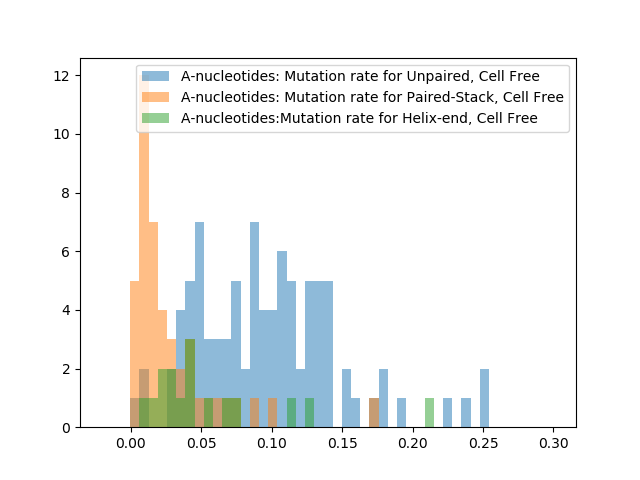 A-nucleotides: Mutation rate for Unpaired, Cell Free
A-nucleotides: Mutation rate for Paired-Stack, Cell Free
A-nucleotides:Mutation rate for Helix-end, Cell Free
12
10
8
6
4
2
0
0.00 0.05 0.10 0.15 0.20 0.25 0.30